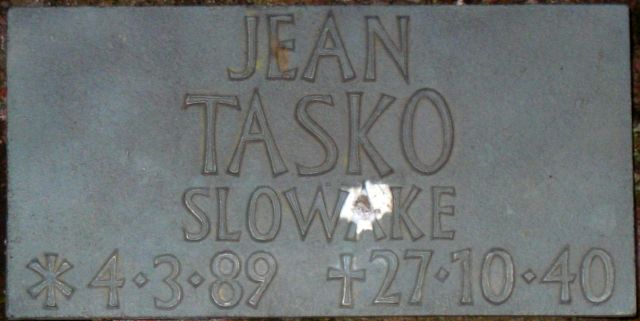 JEAN
TASKO
SLOWAKE
* 4·3·89 ✝ 27·10·40